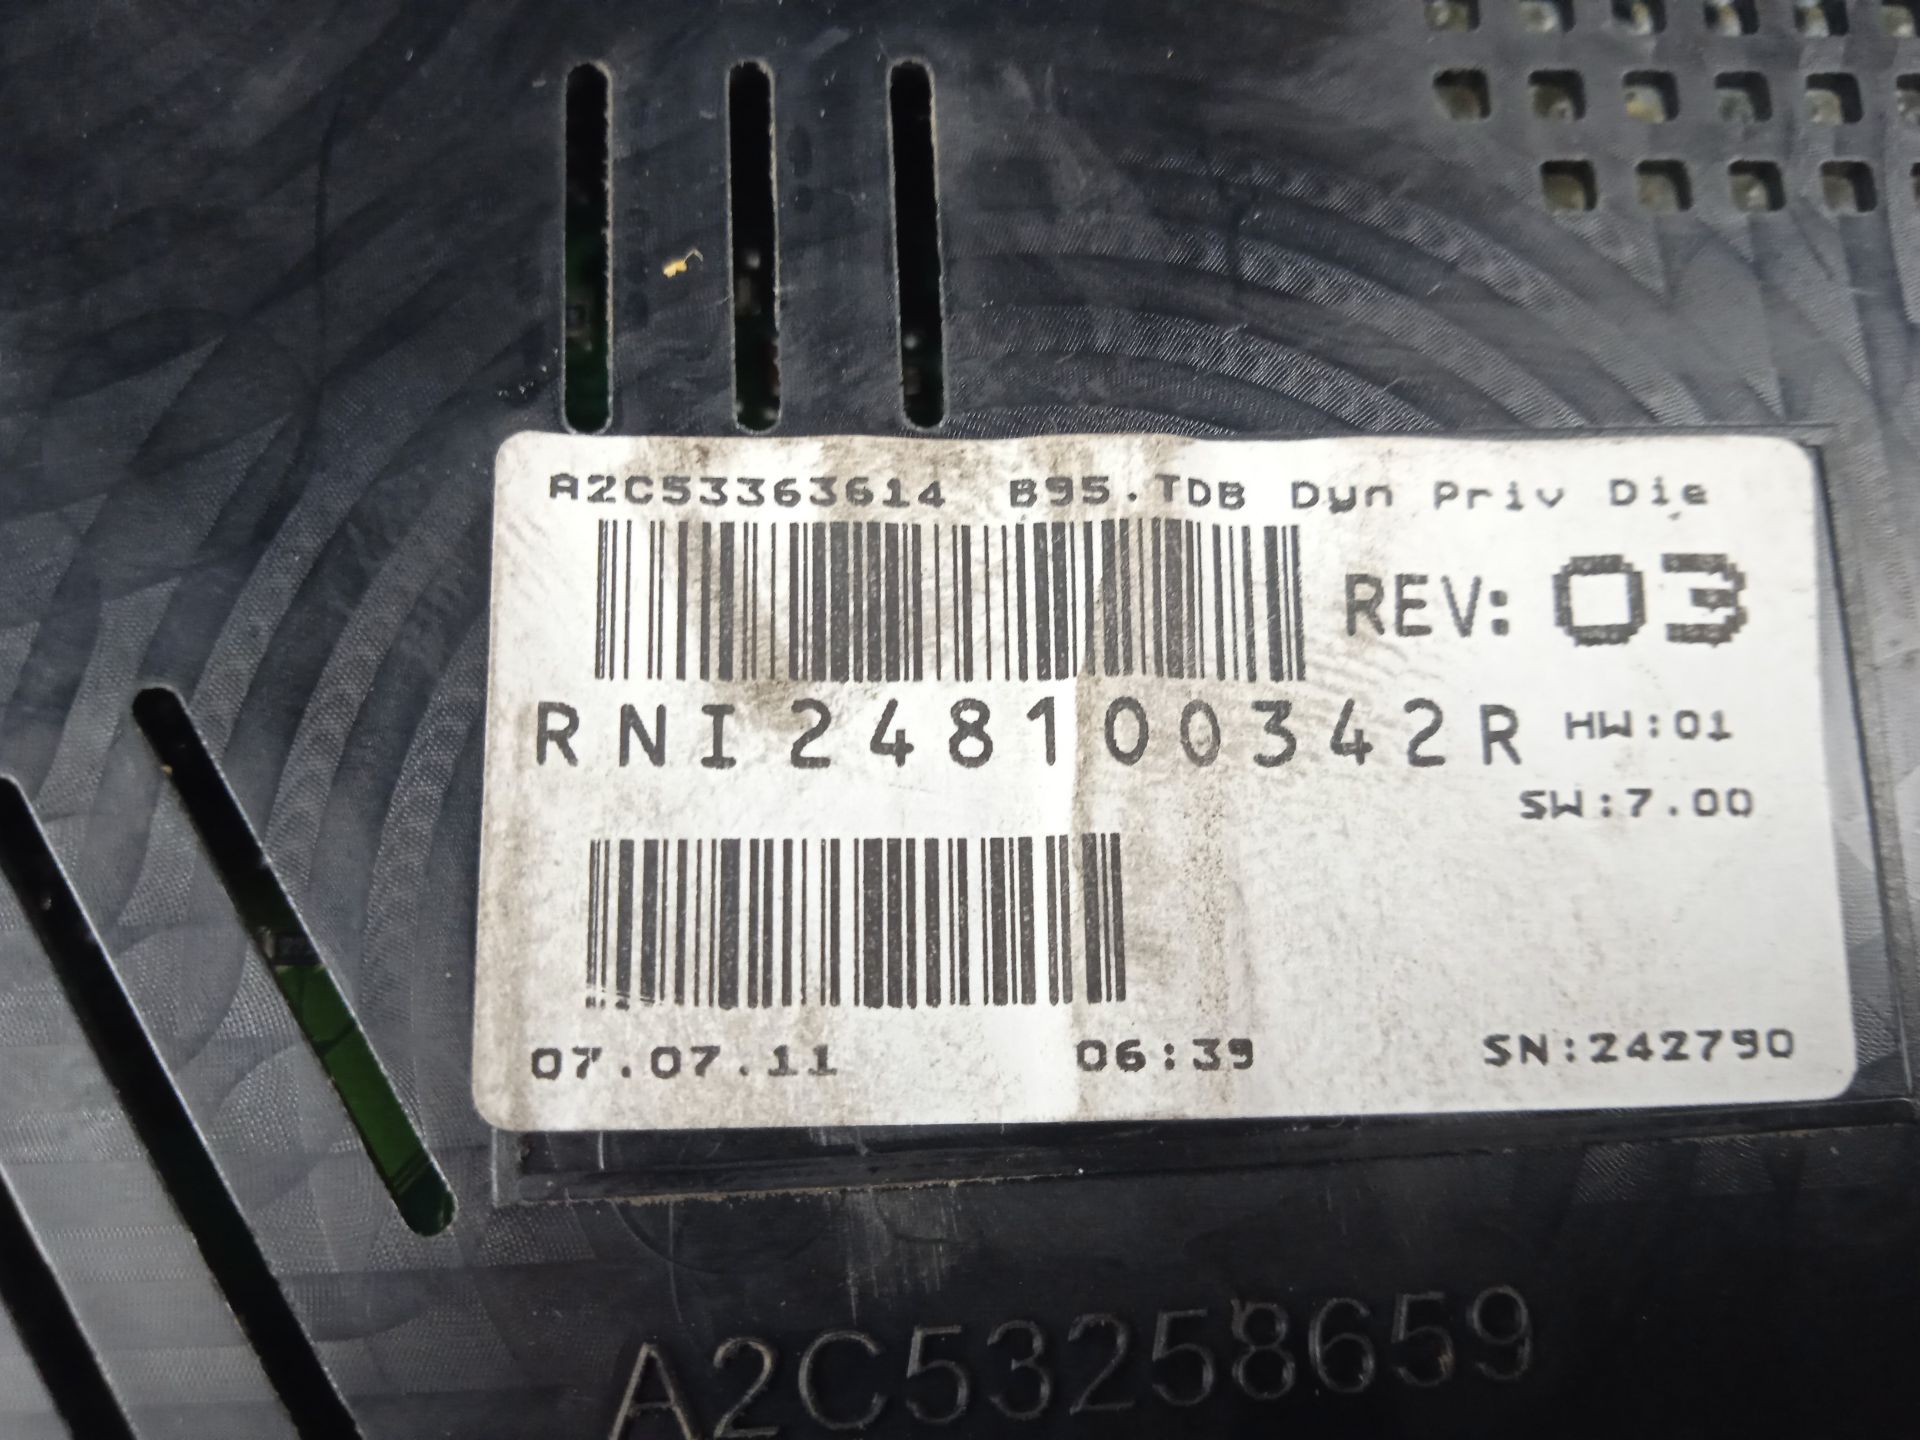 A2C53363614 B95.TDB Dyn Priv Die
REV: 03
RNI248100342R HW:01
SW:7.00
07.07.11 06:39 SN:242790
A2C53258659